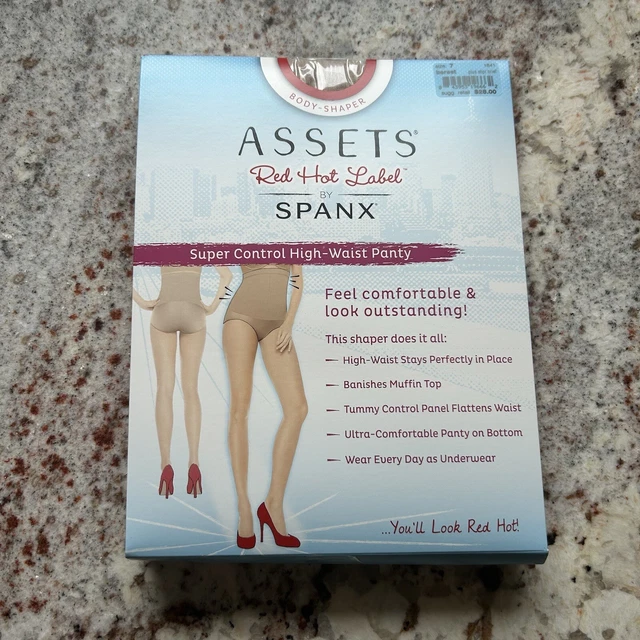 BODY-SHAPER
ASSETS®
Red Hot Label™
BY
SPANX®
Super Control High-Waist Panty
Feel comfortable &
look outstanding!
This shaper does it all:
— High-Waist Stays Perfectly in Place
— Banishes Muffin Top
— Tummy Control Panel Flattens Waist
— Ultra-Comfortable Panty on Bottom
— Wear Every Day as Underwear
...You'll Look Red Hot!